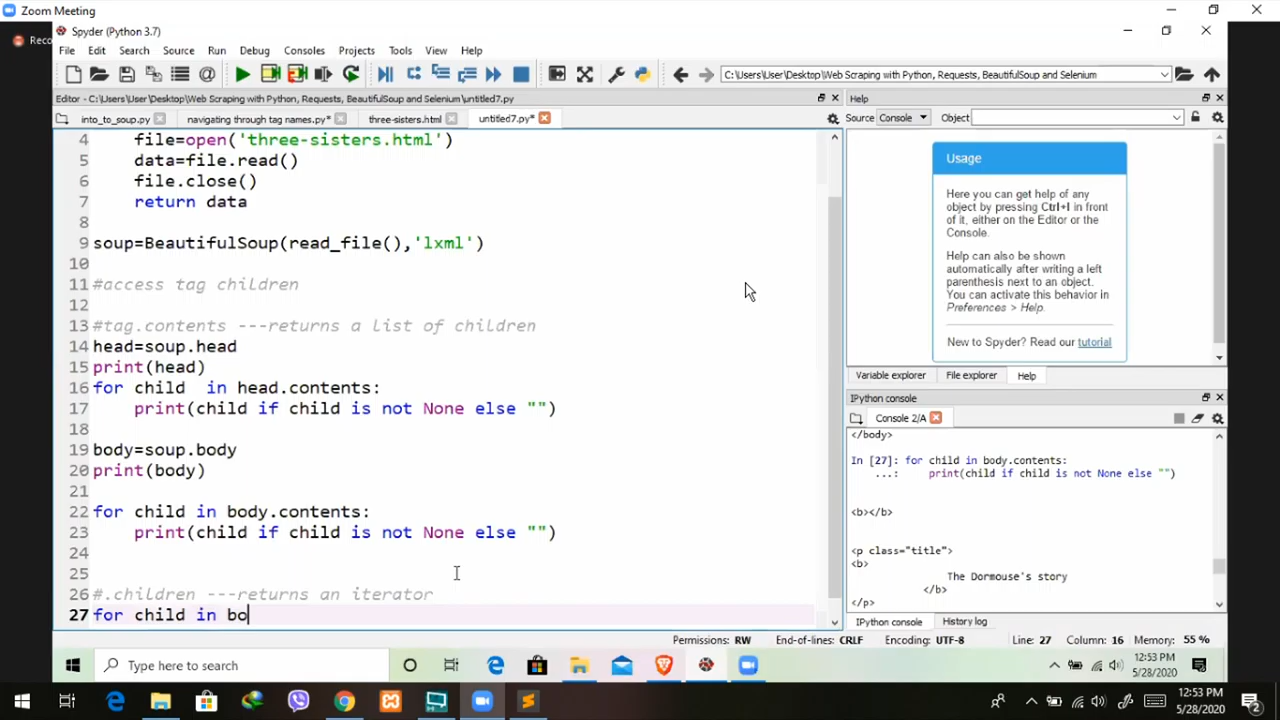 Zoom Meeting
Reco
Spyder (Python 3.7)
File Edit Search Source Run Debug Consoles Projects Tools View Help
C:\Users\User\Desktop\Web Scraping with Python, Requests, BeautifulSoup and Selenium
Editor - C:\Users\User\Desktop\Web Scraping with Python, Requests, BeautifulSoup and Selenium\untitled7.py
into_to_soup.py navigating through tag names.py* three-sisters.html untitled7.py*
4 file=open('three-sisters.html')
5 data=file.read()
6 file.close()
7 return data
8
9 soup=BeautifulSoup(read_file(),'lxml')
10
11 #access tag children
12
13 #tag.contents ---returns a list of children
14 head=soup.head
15 print(head)
16 for child  in head.contents:
17 print(child if child is not None else "")
18
19 body=soup.body
20 print(body)
21
22 for child in body.contents:
23 print(child if child is not None else "")
24
25
26 #.children ---returns an iterator
27 for child in bo
Help
Source Console Object
Usage
Here you can get help of any
object by pressing Ctrl+I in front
of it, either on the Editor or the
Console.
Help can also be shown
automatically after writing a left
parenthesis next to an object.
You can activate this behavior in
Preferences > Help.
New to Spyder? Read our tutorial
Variable explorer File explorer Help
IPython console
Console 2/A
</body>
In [27]: for child in body.contents:
...: print(child if child is not None else "")
<b></b>
<p class="title">
<b>
The Dormouse's story
</b>
</p>
IPython console History log
Permissions: RW End-of-lines: CRLF Encoding: UTF-8 Line: 27 Column: 16 Memory: 55 %
Type here to search
12:53 PM
5/28/2020
12:53 PM
5/28/2020
2